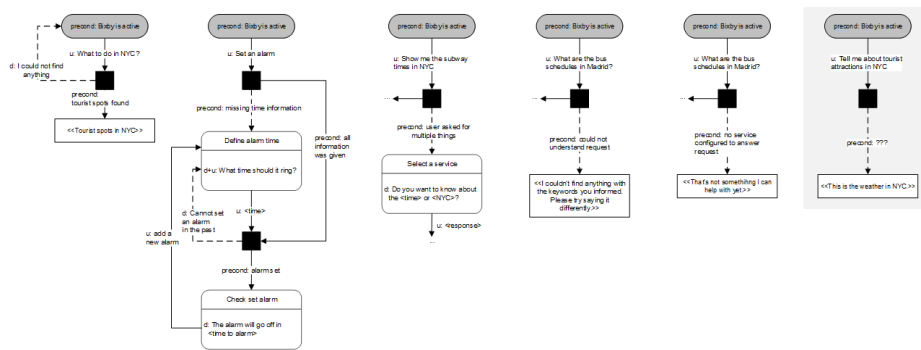 precond: Bixby is active
u: What to do in NYC?
d: I could not find
anything
precond:
tourist spots found
<<Tourist spots in NYC>>
precond: Bixby is active
u: Set an alarm
precond: missing time information
precond: all
information
was given
Define alarm time
d+u: What time should it ring?
d: Cannot set
an alarm
in the past
u: <time>
u: add a
new alarm
precond: alarm set
Check set alarm
d: The alarm will go off in
<time to alarm>
precond: Bixby is active
u: Show me the subway
times in NYC
...
precond: user asked for
multiple things
Select a service
d: Do you want to know about
the <time> or <NYC>?
u: <response>
...
precond: Bixby is active
u: What are the bus
schedules in Madrid?
...
precond: could not
understand request
<<I couldn't find anything with
the keywords you informed.
Please try saying it
differently.>>
precond: Bixby is active
u: What are the bus
schedules in Madrid?
...
precond: no service
configured to answer
request
<<That's not somethihng I can
help with yet.>>
precond: Bixby is active
u: Tell me about tourist
attractions in NYC
precond: ???
<<This is the weather in NYC.>>